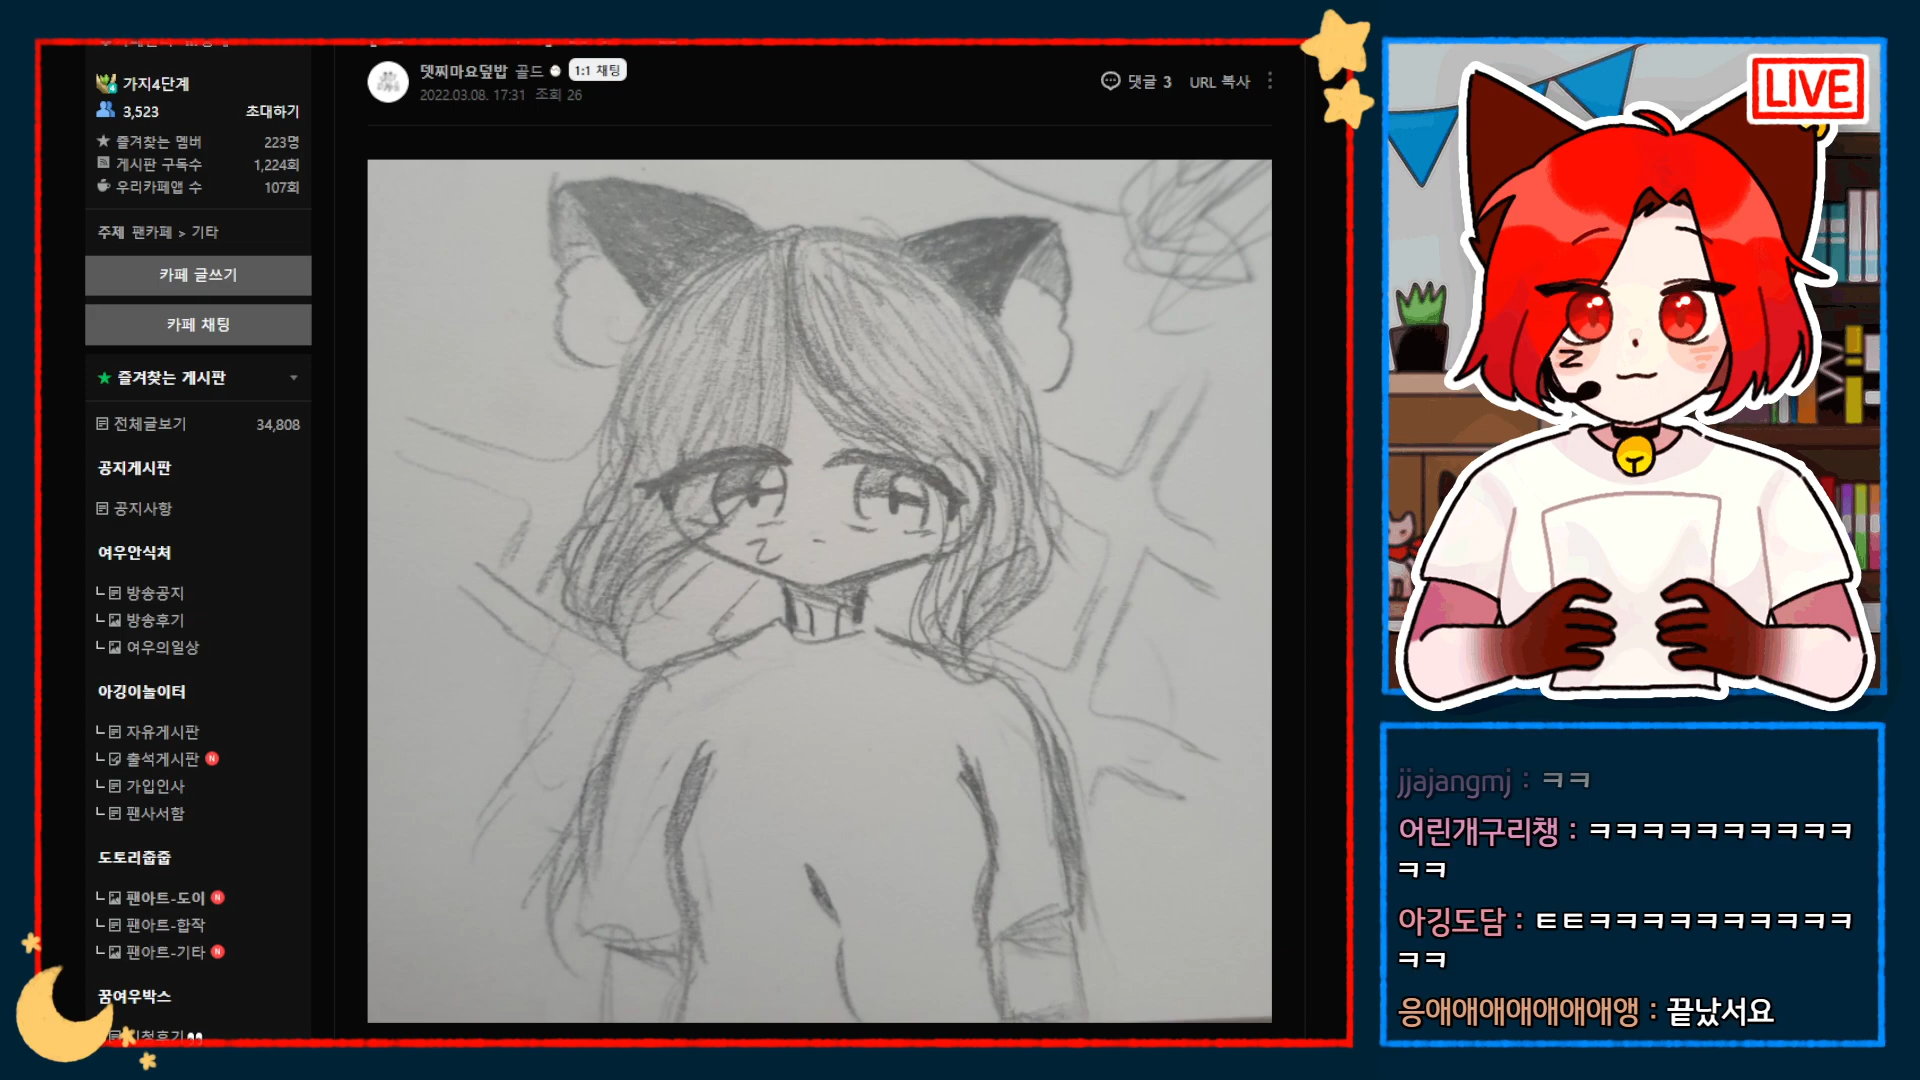 가지4단계
3,523 초대하기
즐겨찾는 멤버 223명
게시판 구독수 1,224회
우리카페앱 수 107회
주제 팬카페 > 기타
카페 글쓰기
카페 채팅
즐겨찾는 게시판
전체글보기 34,808
공지게시판
공지사항
여우안식처
방송공지
방송후기
여우의일상
아깅이놀이터
자유게시판
출석게시판 N
가입인사
팬사서함
도토리줍줍
팬아트-도이 N
팬아트-합작
팬아트-기타 N
꿈여우박스
뎃찌마요덮밥 골드 1:1 채팅
2022.03.08. 17:31 조회 26
댓글 3 URL 복사
LIVE
jjajangmj : ㅋㅋ
어린개구리챙 : ㅋㅋㅋㅋㅋㅋㅋㅋㅋㅋ
ㅋㅋ
아깅도담 : ㅌㅌㅋㅋㅋㅋㅋㅋㅋㅋㅋㅋ
ㅋㅋ
응애애애애애애애앵 : 끝났서요